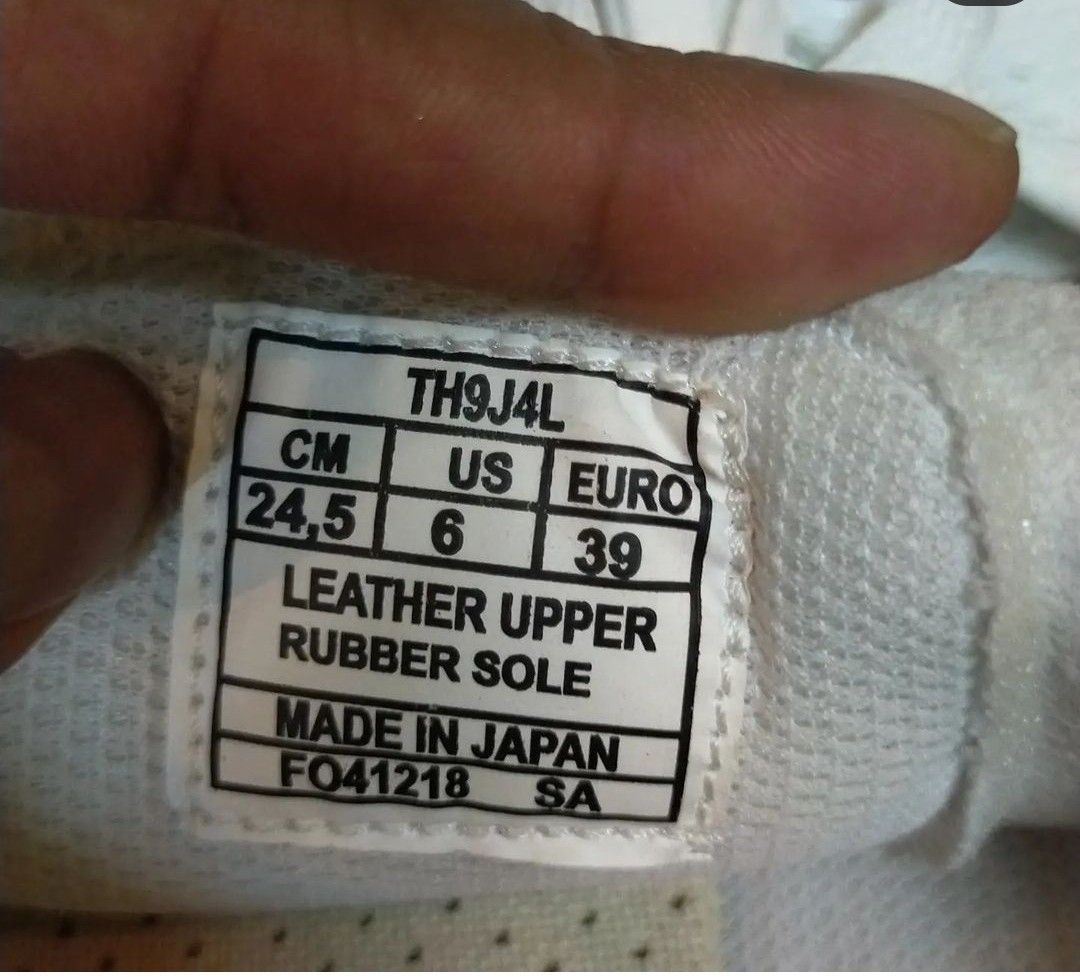 TH9J4L
CM US EURO
24,5 6 39
LEATHER UPPER
RUBBER SOLE
MADE IN JAPAN
FO41218 SA